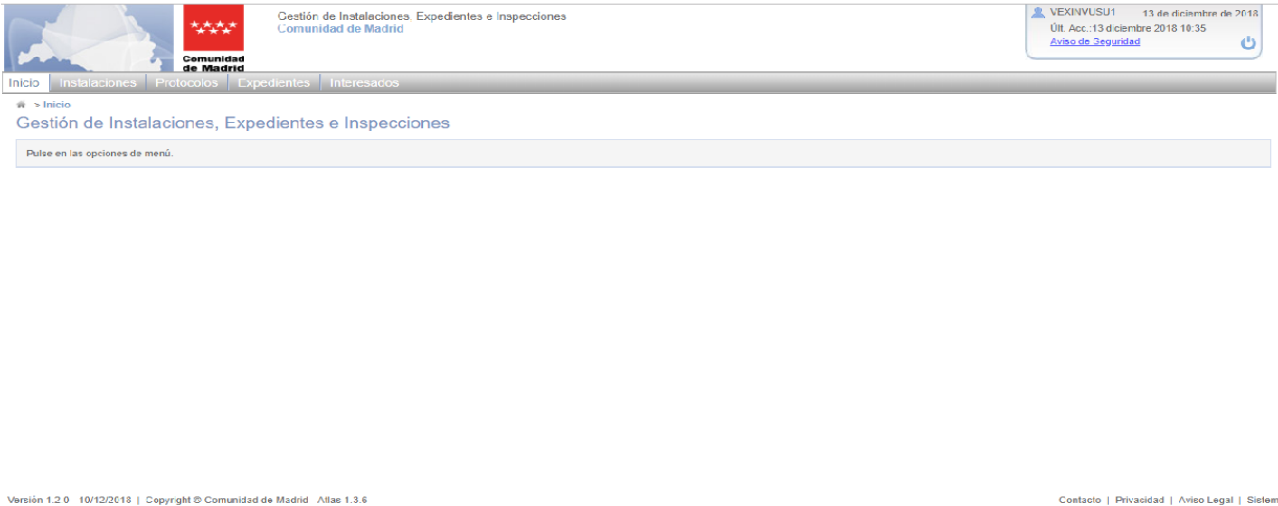 Gestión de Instalaciones, Expedientes e Inspecciones
Comunidad de Madrid
Comunidad
de Madrid
VEXINVUSU1 13 de diciembre de 2018
Últ. Acc.:13 diciembre 2018 10:35
Aviso de Seguridad
Inicio Instalaciones Protocolos Expedientes Interesados
> Inicio
Gestión de Instalaciones, Expedientes e Inspecciones
Pulse en las opciones de menú.
Versión 1.2.0 10/12/2018 | Copyright © Comunidad de Madrid Atlas 1.3.6
Contacto | Privacidad | Aviso Legal | Sistem